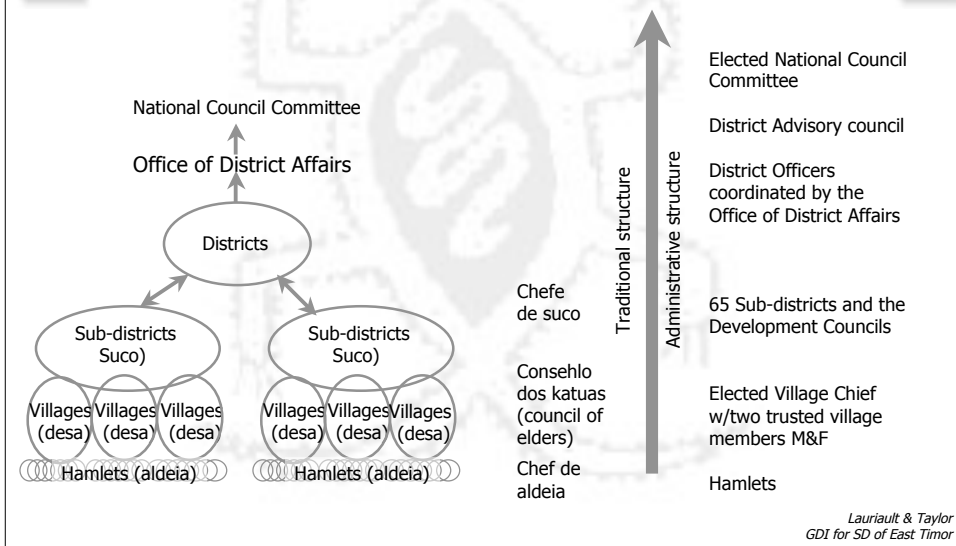 National Council Committee
Office of District Affairs
Districts
Sub-districts
Suco)
Sub-districts
Suco)
Villages
(desa)
Villages
(desa)
Villages
(desa)
Villages
(desa)
Villages
(desa)
Villages
(desa)
Hamlets (aldeia)
Hamlets (aldeia)
Chefe
de suco
Consehlo
dos katuas
(council of
elders)
Chef de
aldeia
Traditional structure
Administrative structure
Elected National Council
Committee
District Advisory council
District Officers
coordinated by the
Office of District Affairs
65 Sub-districts and the
Development Councils
Elected Village Chief
w/two trusted village
members M&F
Hamlets
Lauriault & Taylor
GDI for SD of East Timor